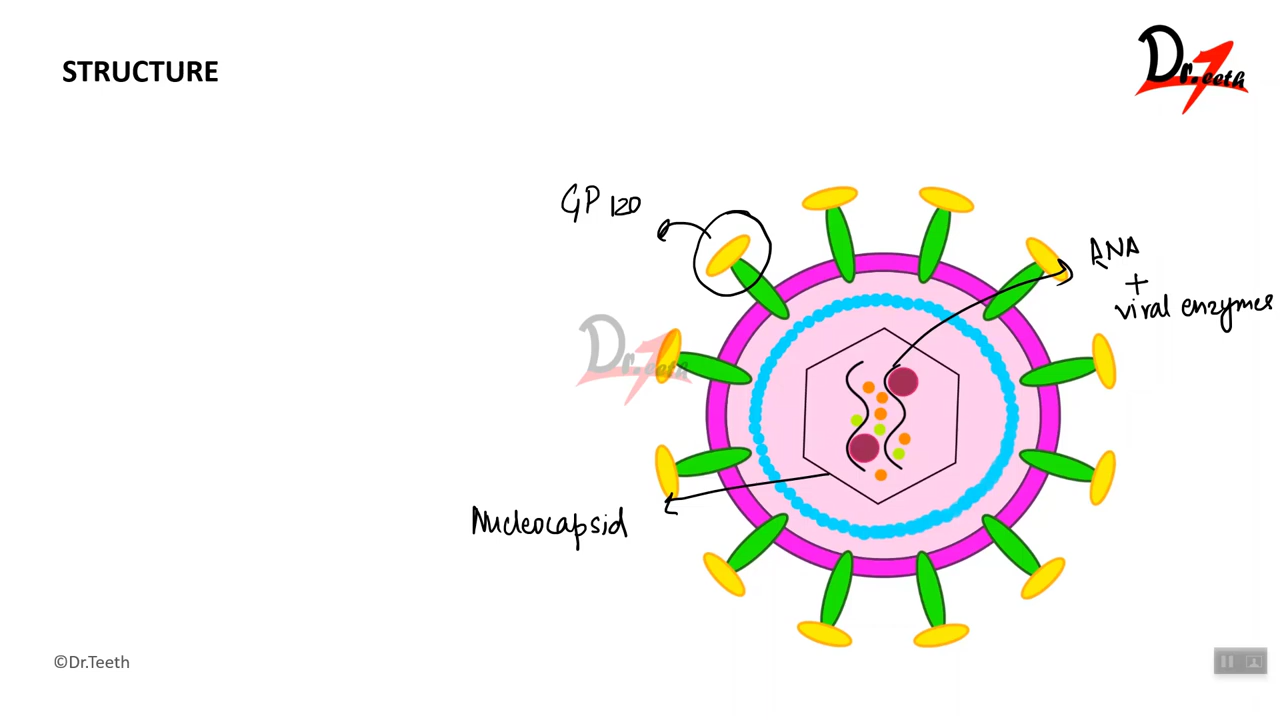 STRUCTURE
Dr.Teeth
GP 120
RNA
+
viral enzymes
Dr.Teeth
Nucleocapsid
©Dr.Teeth